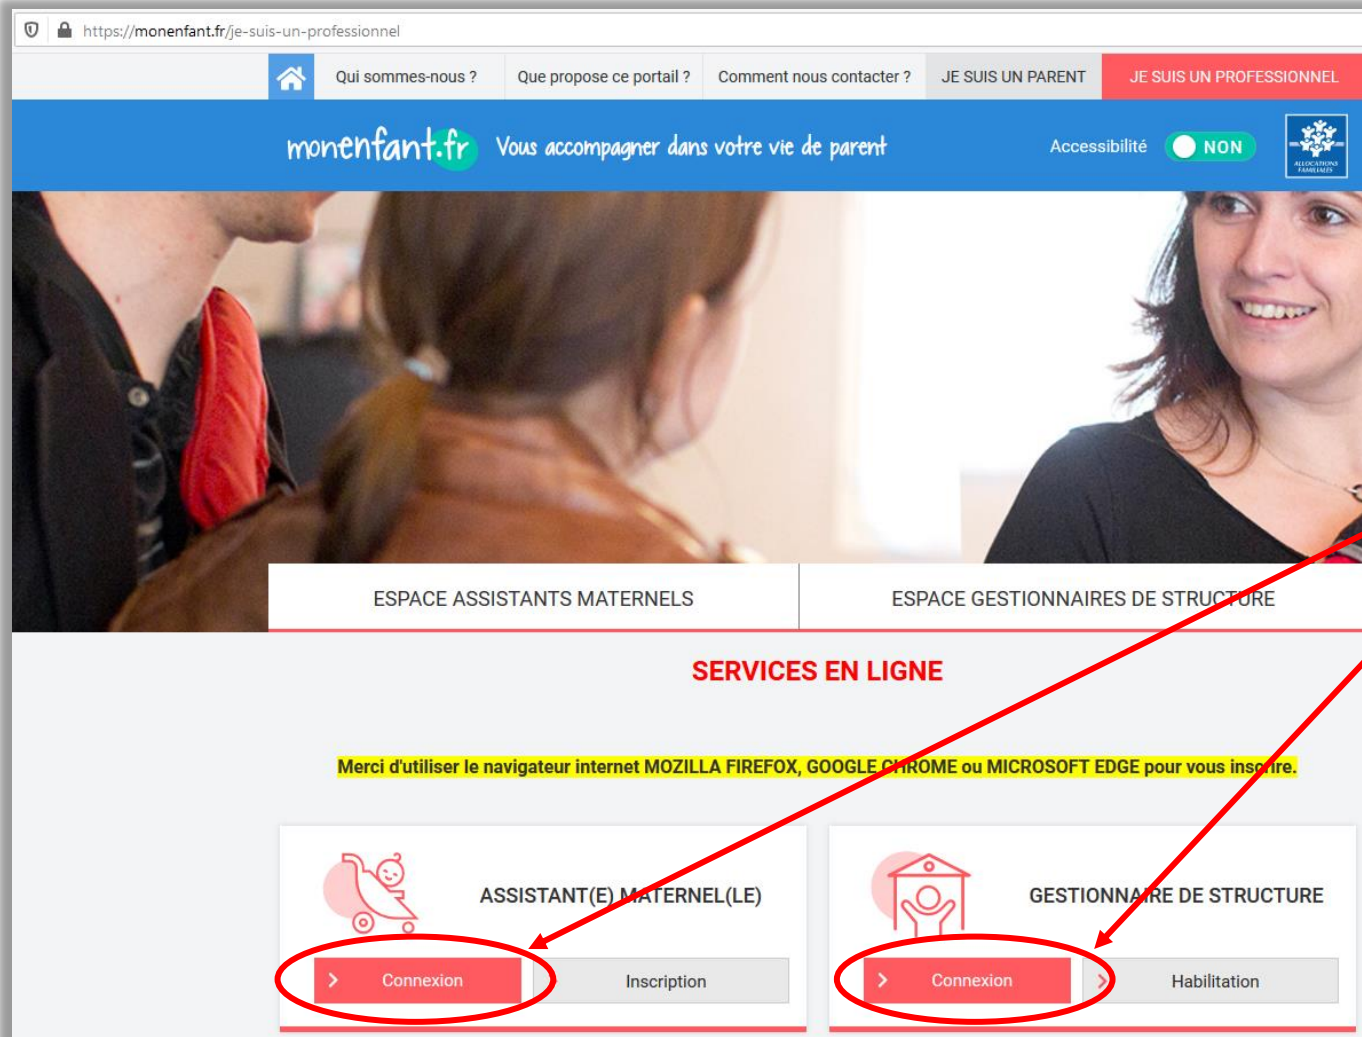 https://monenfant.fr/je-suis-un-professionnel
Qui sommes-nous ? Que propose ce portail ? Comment nous contacter ? JE SUIS UN PARENT JE SUIS UN PROFESSIONNEL
monenfant.fr Vous accompagner dans votre vie de parent Accessibilité NON
ALLOCATIONS
FAMILIALES
ESPACE ASSISTANTS MATERNELS ESPACE GESTIONNAIRES DE STRUCTURE
SERVICES EN LIGNE
Merci d'utiliser le navigateur internet MOZILLA FIREFOX, GOOGLE CHROME ou MICROSOFT EDGE pour vous inscrire.
ASSISTANT(E) MATERNEL(LE) GESTIONNAIRE DE STRUCTURE
Connexion Inscription Connexion Habilitation